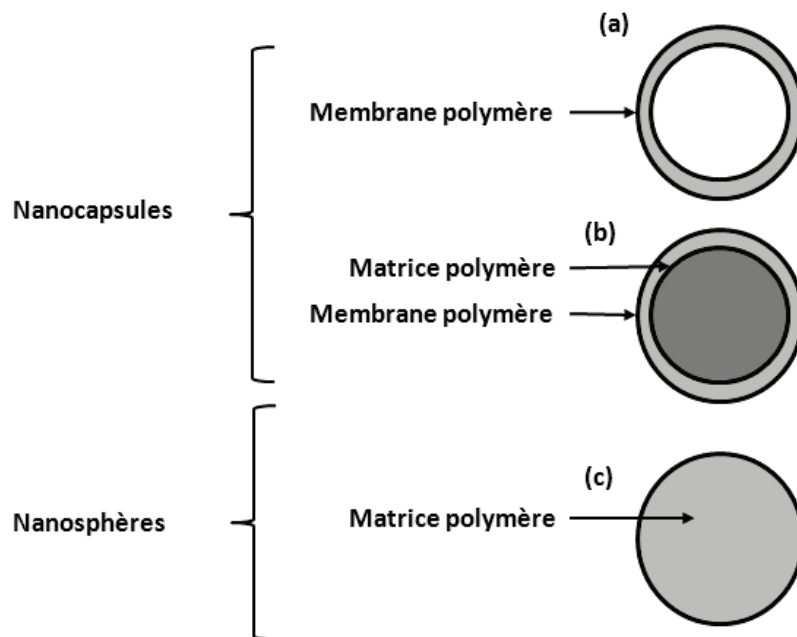 (a)
Membrane polymère
Nanocapsules
(b)
Matrice polymère
Membrane polymère
(c)
Nanosphères
Matrice polymère